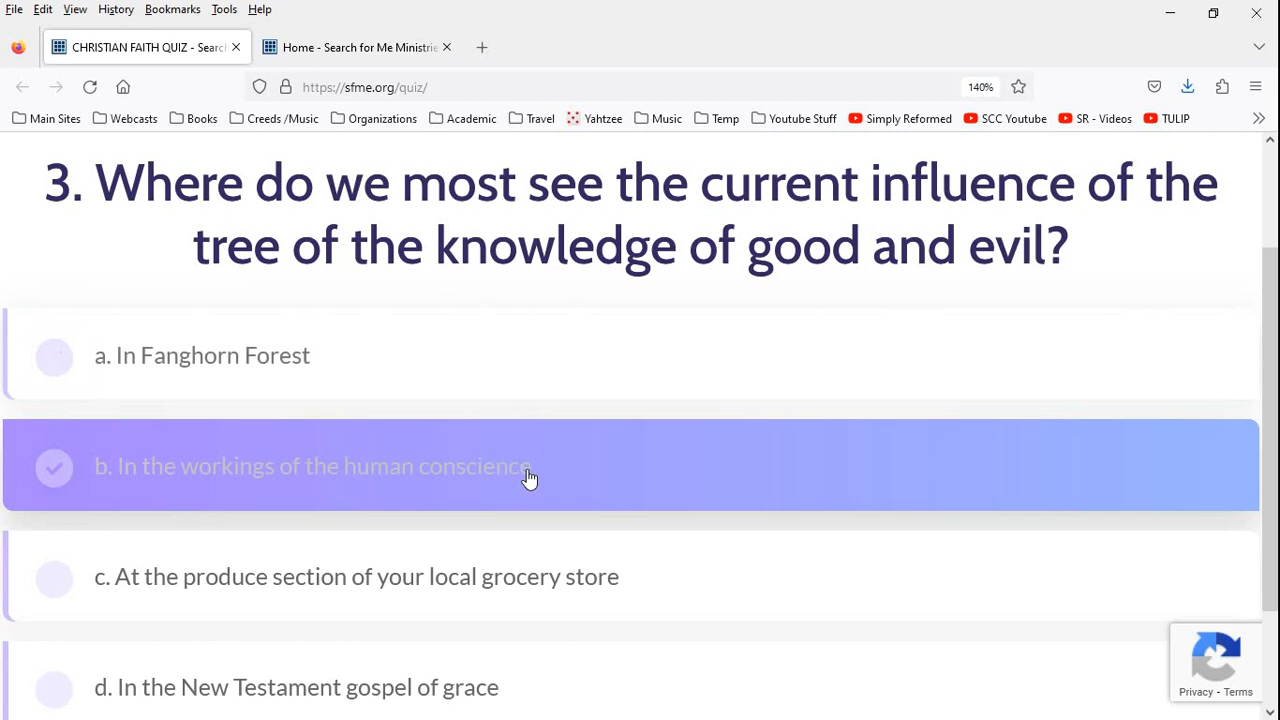 File Edit View History Bookmarks Tools Help
CHRISTIAN FAITH QUIZ - Searc
Home - Search for Me Ministrie
https://sfme.org/quiz/
140%
Main Sites Webcasts Books Creeds /Music Organizations Academic Travel Yahtzee Music Temp Youtube Stuff Simply Reformed SCC Youtube SR - Videos TULIP
3. Where do we most see the current influence of the
tree of the knowledge of good and evil?
a. In Fanghorn Forest
b. In the workings of the human conscience
c. At the produce section of your local grocery store
d. In the New Testament gospel of grace
Privacy - Terms